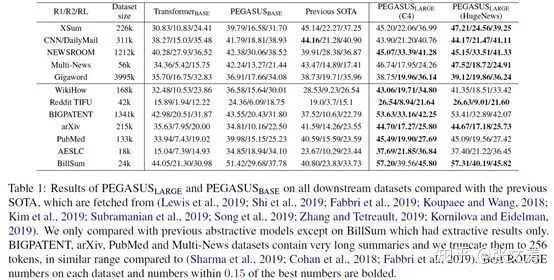 R1/R2/RL Dataset size TransformerBASE PEGASUSBASE Previous SOTA PEGASUSLARGE (C4) PEGASUSLARGE (HugeNews)
XSum 226k 30.83/10.83/24.41 39.79/16.58/31.70 45.14/22.27/37.25 45.20/22.06/36.99 47.21/24.56/39.25
CNN/DailyMail 311k 38.27/15.03/35.48 41.79/18.81/38.93 44.16/21.28/40.90 43.90/21.20/40.76 44.17/21.47/41.11
NEWSROOM 1212k 40.28/27.93/36.52 42.38/30.06/38.52 39.91/28.38/36.87 45.07/33.39/41.28 45.15/33.51/41.33
Multi-News 56k 34.36/5.42/15.75 42.24/13.27/21.44 43.47/14.89/17.41 46.74/17.95/24.26 47.52/18.72/24.91
Gigaword 3995k 35.70/16.75/32.83 36.91/17.66/34.08 38.73/19.71/35.96 38.75/19.96/36.14 39.12/19.86/36.24
WikiHow 168k 32.48/10.53/23.86 36.58/15.64/30.01 28.53/9.23/26.54 43.06/19.71/34.80 41.35/18.51/33.42
Reddit TIFU 42k 15.89/1.94/12.22 24.36/6.09/18.75 19.0/3.7/15.1 26.54/8.94/21.64 26.63/9.01/21.60
BIGPATENT 1341k 42.98/20.51/31.87 43.55/20.43/31.80 37.52/10.63/22.79 53.63/33.16/42.25 53.41/32.89/42.07
arXiv 215k 35.63/7.95/20.00 34.81/10.16/22.50 41.59/14.26/23.55 44.70/17.27/25.80 44.67/17.18/25.73
PubMed 133k 33.94/7.43/19.02 39.98/15.15/25.23 40.59/15.59/23.59 45.49/19.90/27.69 45.09/19.56/27.42
AESLC 18k 15.04/7.39/14.93 34.85/18.94/34.10 23.67/10.29/23.44 37.69/21.85/36.84 37.40/21.22/36.45
BillSum 24k 44.05/21.30/30.98 51.42/29.68/37.78 40.80/23.83/33.73 57.20/39.56/45.80 57.31/40.19/45.82
Table 1: Results of PEGASUSLARGE and PEGASUSBASE on all downstream datasets compared with the previous
SOTA, which are fetched from (Lewis et al., 2019; Shi et al., 2019; Fabbri et al., 2019; Koupaee and Wang, 2018;
Kim et al., 2019; Subramanian et al., 2019; Song et al., 2019; Zhang and Tetreault, 2019; Kornilova and Eidelman,
2019). We only compared with previous abstractive models except on BillSum which had extractive results only.
BIGPATENT, arXiv, PubMed and Multi-News datasets contain very long summaries and we truncate them to 256
tokens, in similar range compared to (Sharma et al., 2019; Cohan et al., 2018; Fabbri et al., 2019). Best ROUGE
numbers on each dataset and numbers within 0.15 of the best numbers are bolded.